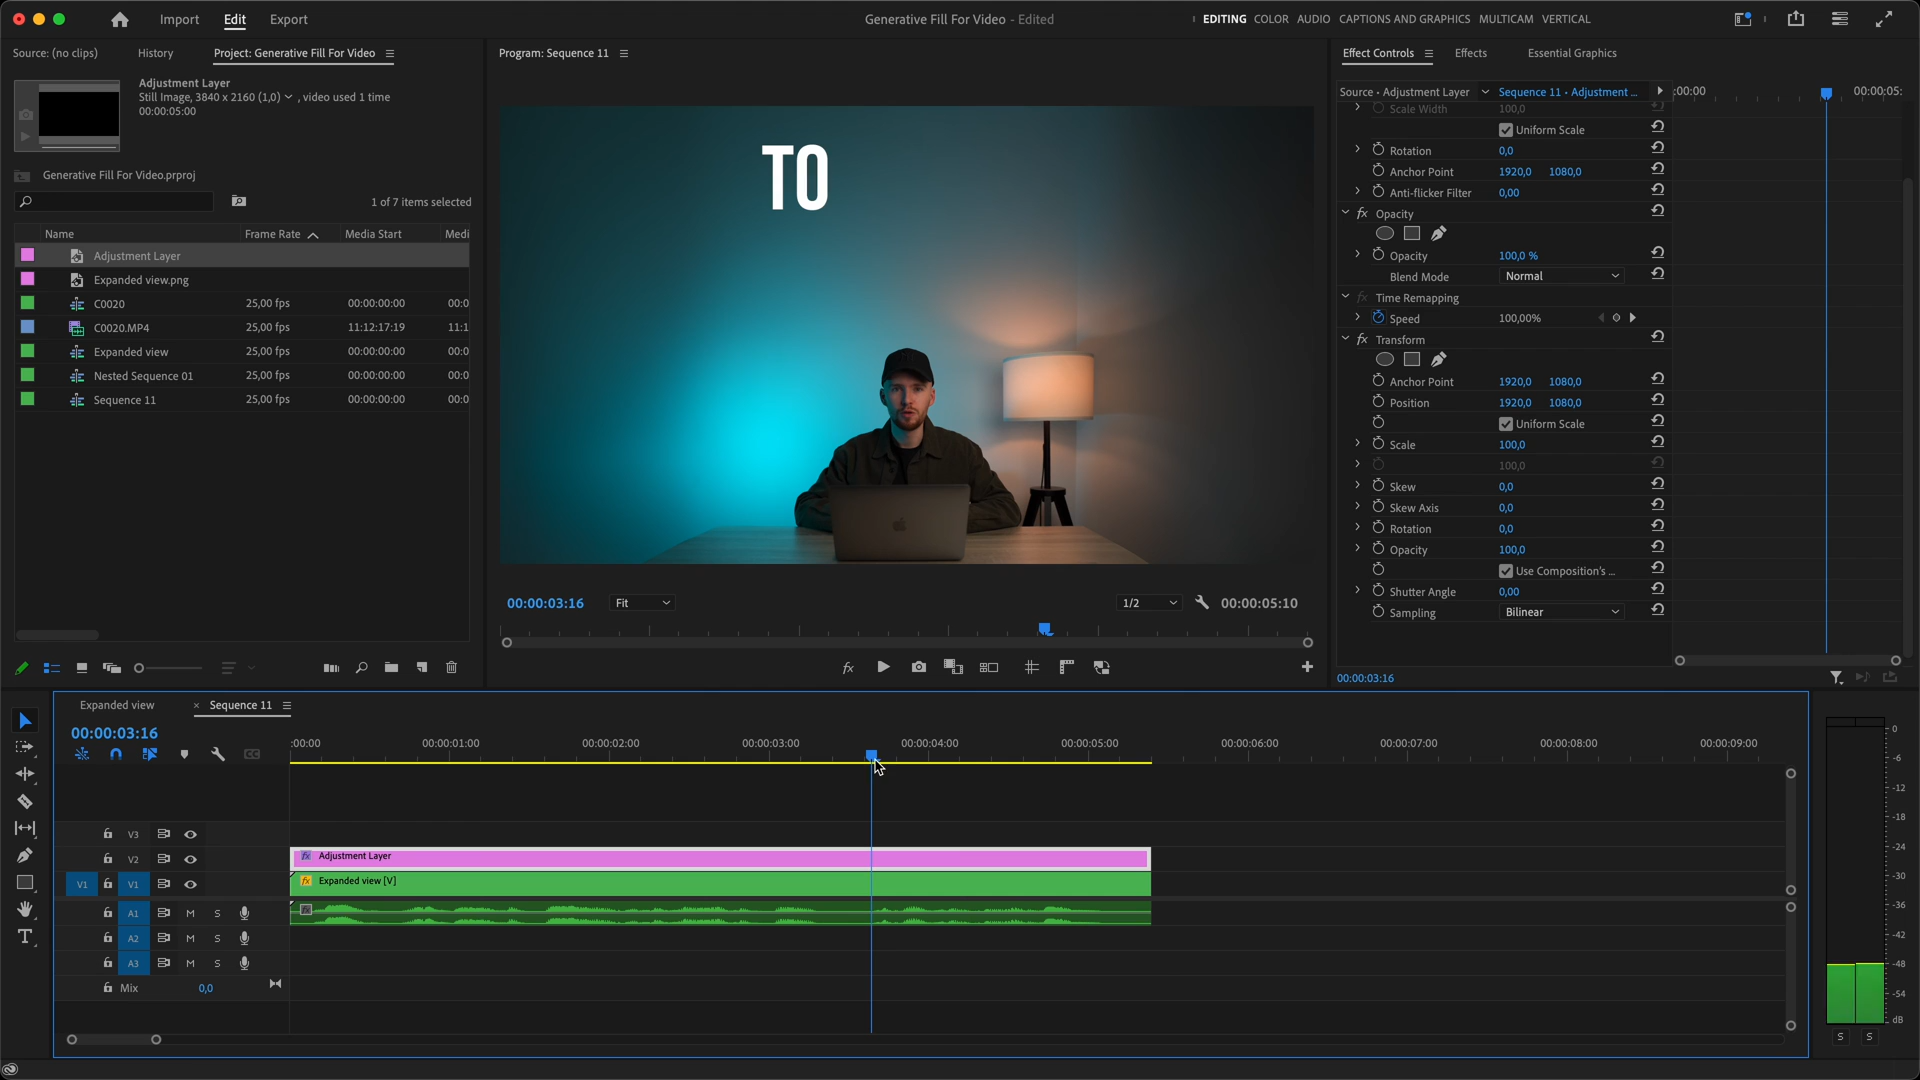 Import Edit Export
Generative Fill For Video - Edited
EDITING COLOR AUDIO CAPTIONS AND GRAPHICS MULTICAM VERTICAL
Source: (no clips) History Project: Generative Fill For Video
Adjustment Layer
Still Image, 3840 x 2160 (1,0) , video used 1 time
00:00:05:00
Generative Fill For Video.prproj
1 of 7 items selected
Name Frame Rate Media Start Medi
Adjustment Layer
Expanded view.png
C0020 25,00 fps 00:00:00:00 00:0
C0020.MP4 25,00 fps 11:12:17:19 11:1
Expanded view 25,00 fps 00:00:00:00 00:0
Nested Sequence 01 25,00 fps 00:00:00:00 00:0
Sequence 11 25,00 fps 00:00:00:00 00:0
Program: Sequence 11
TO
00:00:03:16 Fit 1/2 00:00:05:10
fx
Effect Controls Effects Essential Graphics
Source • Adjustment Layer Sequence 11 • Adjustment ... :00:00 00:00:05:
Scale Width 100,0
Uniform Scale
Rotation 0,0
Anchor Point 1920,0 1080,0
Anti-flicker Filter 0,00
fx Opacity
Opacity 100,0 %
Blend Mode Normal
fx Time Remapping
Speed 100,00%
fx Transform
Anchor Point 1920,0 1080,0
Position 1920,0 1080,0
Uniform Scale
Scale 100,0
100,0
Skew 0,0
Skew Axis 0,0
Rotation 0,0
Opacity 100,0
Use Composition's ...
Shutter Angle 0,00
Sampling Bilinear
00:00:03:16
Expanded view × Sequence 11
00:00:03:16
:00:00 00:00:01:00 00:00:02:00 00:00:03:00 00:00:04:00 00:00:05:00 00:00:06:00 00:00:07:00 00:00:08:00 00:00:09:00
CC
V3
V2 fx Adjustment Layer
V1 V1 fx Expanded view [V]
A1 M S
A2 M S
A3 M S
Mix 0,0
T
0
-6
-12
-18
-24
-30
-36
-42
-48
-54
dB
S S